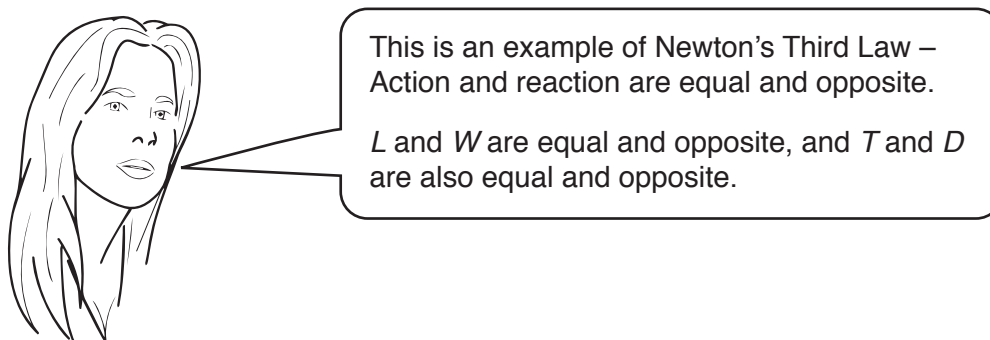 This is an example of Newton’s Third Law –
Action and reaction are equal and opposite.
L and W are equal and opposite, and T and D
are also equal and opposite.